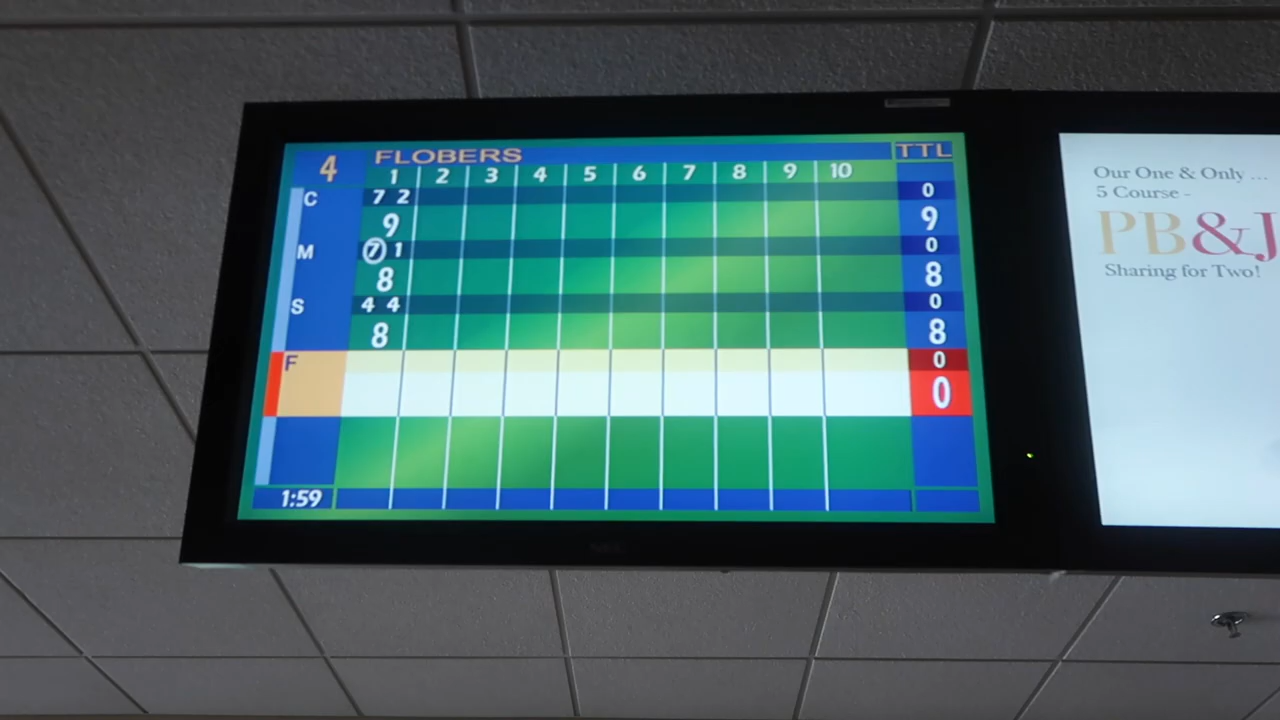 4 FLOBERS TTL
1 2 3 4 5 6 7 8 9 10
C 7 2 0
9 9
M 7 1 0
8 8
S 4 4 0
8 8
F 0
0
1:59
Our One & Only ...
5 Course -
PB&J
Sharing for Two!